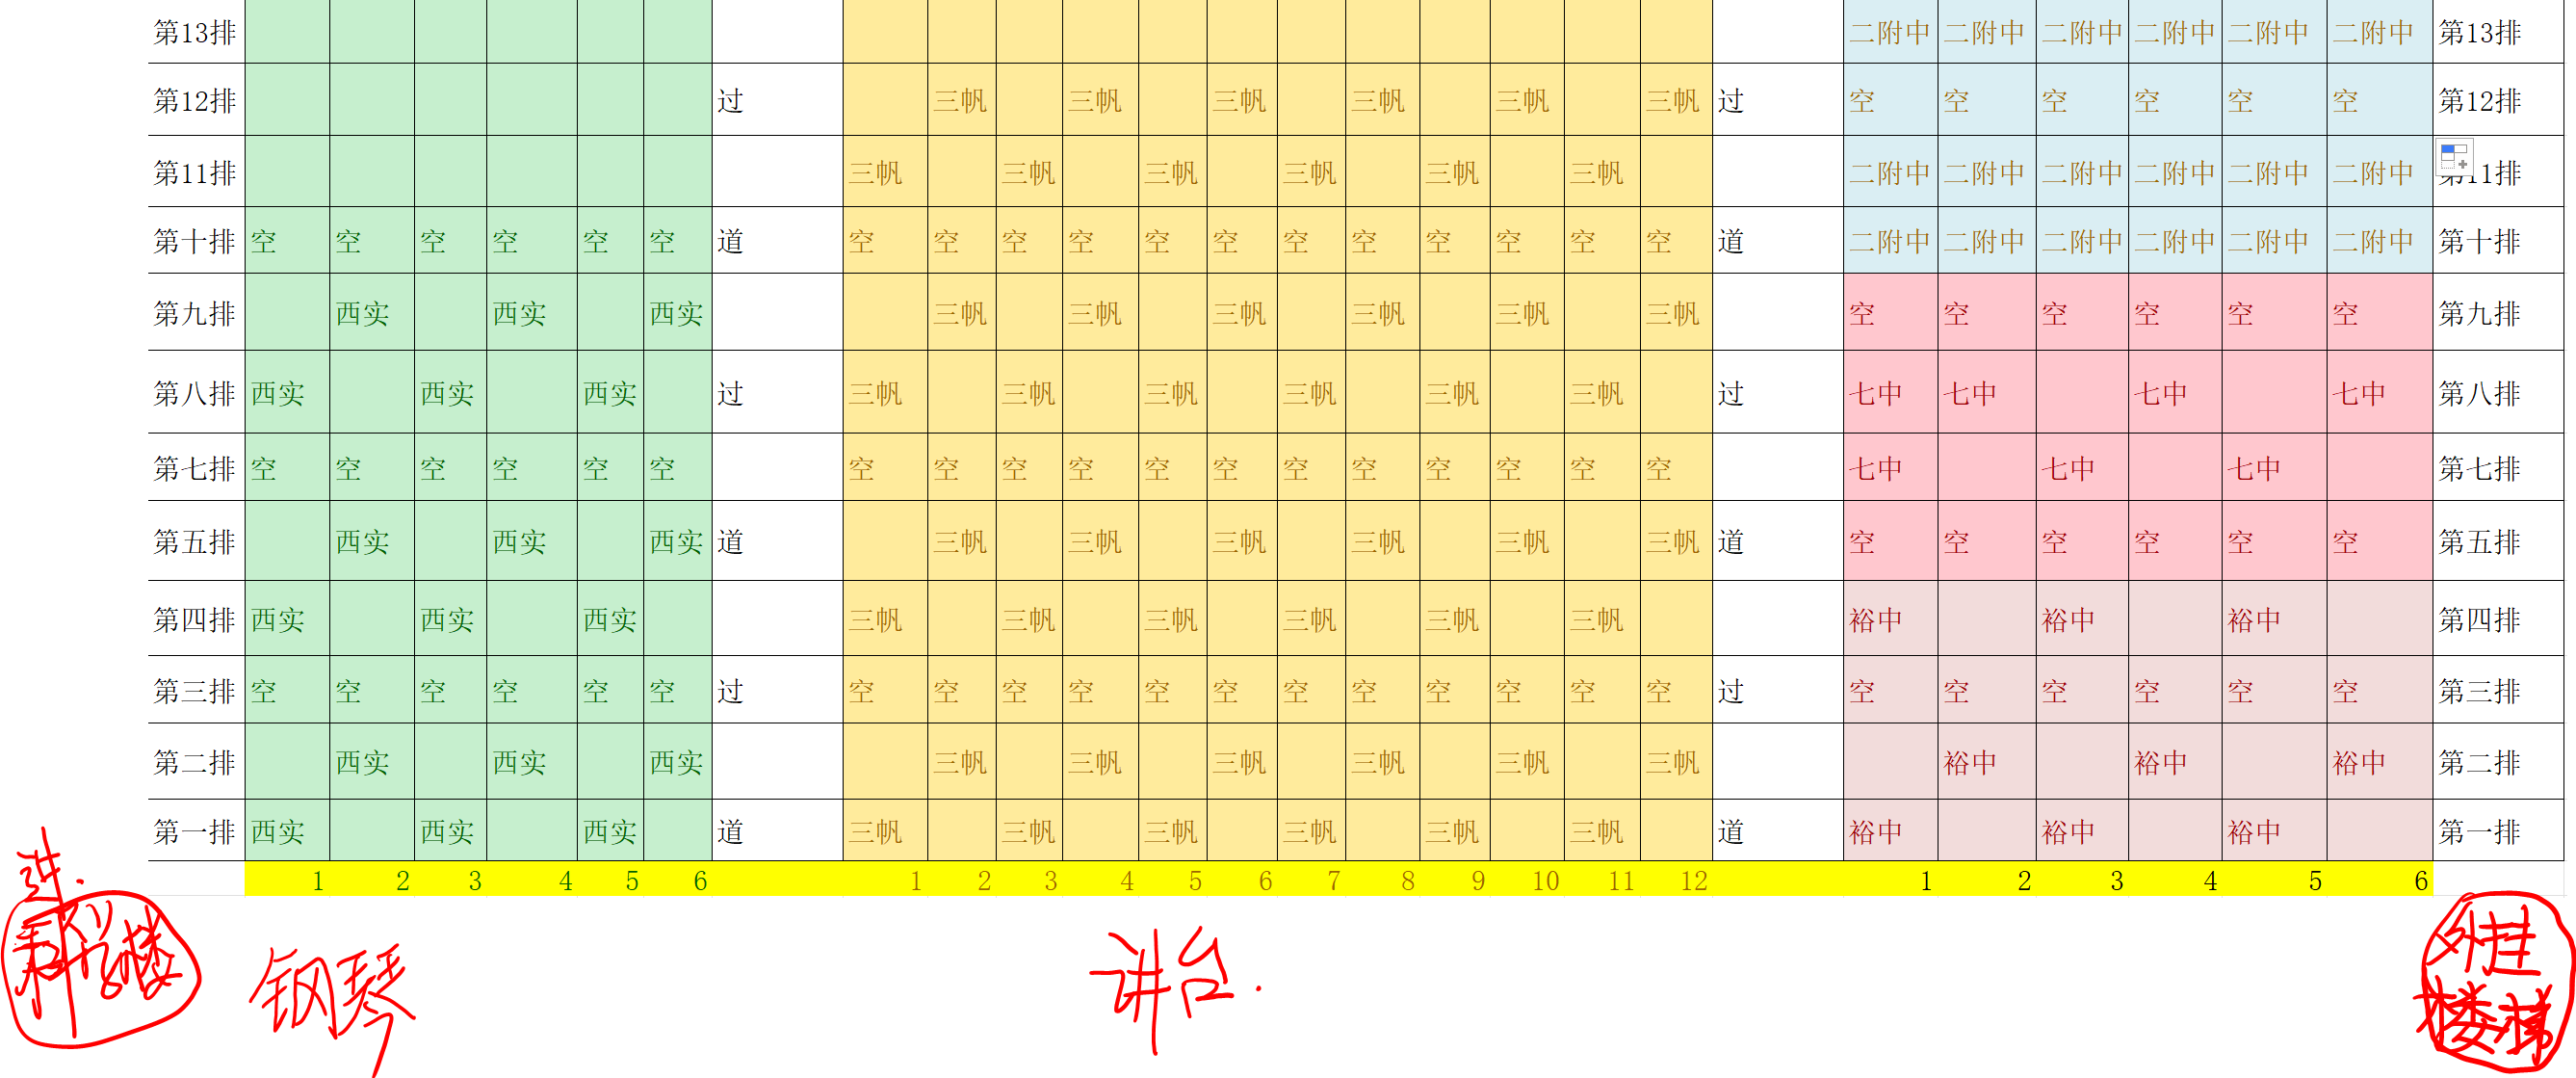 第13排 二附中 二附中 二附中 二附中 二附中 二附中 第13排
第12排 过 三帆 三帆 三帆 三帆 三帆 三帆 过 空 空 空 空 空 空 第12排
第11排 三帆 三帆 三帆 三帆 三帆 三帆 二附中 二附中 二附中 二附中 二附中 二附中 11排
第十排 空 空 空 空 空 空 道 空 空 空 空 空 空 空 空 空 空 空 空 道 二附中 二附中 二附中 二附中 二附中 二附中 第十排
第九排 西实 西实 西实 三帆 三帆 三帆 三帆 三帆 三帆 空 空 空 空 空 空 第九排
第八排 西实 西实 西实 过 三帆 三帆 三帆 三帆 三帆 三帆 过 七中 七中 七中 七中 第八排
第七排 空 空 空 空 空 空 空 空 空 空 空 空 空 空 空 空 空 空 七中 七中 七中 第七排
第五排 西实 西实 西实 道 三帆 三帆 三帆 三帆 三帆 三帆 道 空 空 空 空 空 空 第五排
第四排 西实 西实 西实 三帆 三帆 三帆 三帆 三帆 三帆 裕中 裕中 裕中 第四排
第三排 空 空 空 空 空 空 过 空 空 空 空 空 空 空 空 空 空 空 空 过 空 空 空 空 空 空 第三排
第二排 西实 西实 西实 三帆 三帆 三帆 三帆 三帆 三帆 裕中 裕中 裕中 第二排
第一排 西实 西实 西实 道 三帆 三帆 三帆 三帆 三帆 三帆 道 裕中 裕中 裕中 第一排
1 2 3 4 5 6 1 2 3 4 5 6 7 8 9 10 11 12 1 2 3 4 5 6
进
钢琴
讲台.
外挂
楼梯